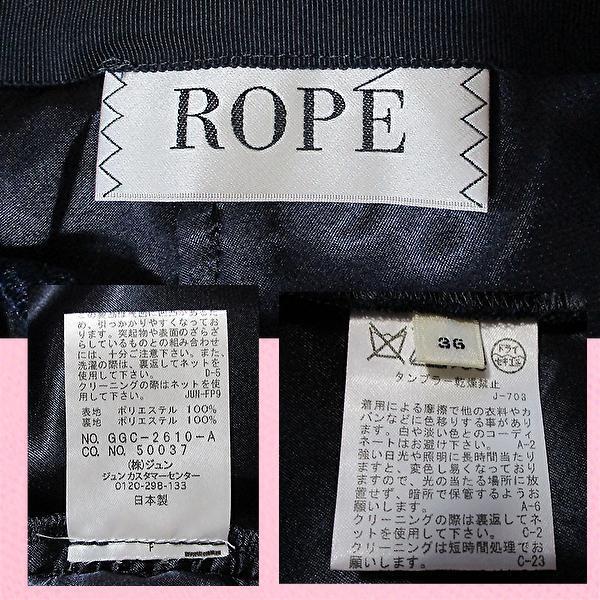 ROPÉ
め、引っかかりやすくなってお
ります。突起物や表面のざらざ
らしているものとの組み合わせ
には、十分ご注意下さい。また、
洗濯の際は、裏返してネットを
使用して下さい。 D-5
クリーニングの際はネットを使
用して下さい。 JUN-FP9
表地 ポリエステル 100%
裏地 ポリエステル 100%
NO. GGC-2610-A
CO. NO. 50037
(株)ジュン
ジュン カスタマーセンター
0120-298-133
日本製
F
36
ドライ
セキユ系
タンブラー乾燥禁止
J-703
着用による摩擦で他の衣料やカ
バンなどに色移りする事があり
ます。白や淡い色とのコーディ
ネートはお避け下さい。 A-2
強い日光や照明に長時間当たり
ますと、変色し易くなっており
ますので、光の当たる場所に放
置せず、暗所で保管するようお
願いします。 A-6
クリーニングの際は裏返してネ
ットを使用して下さい。 C-2
クリーニングは短時間処理でお
願いします。 C-23